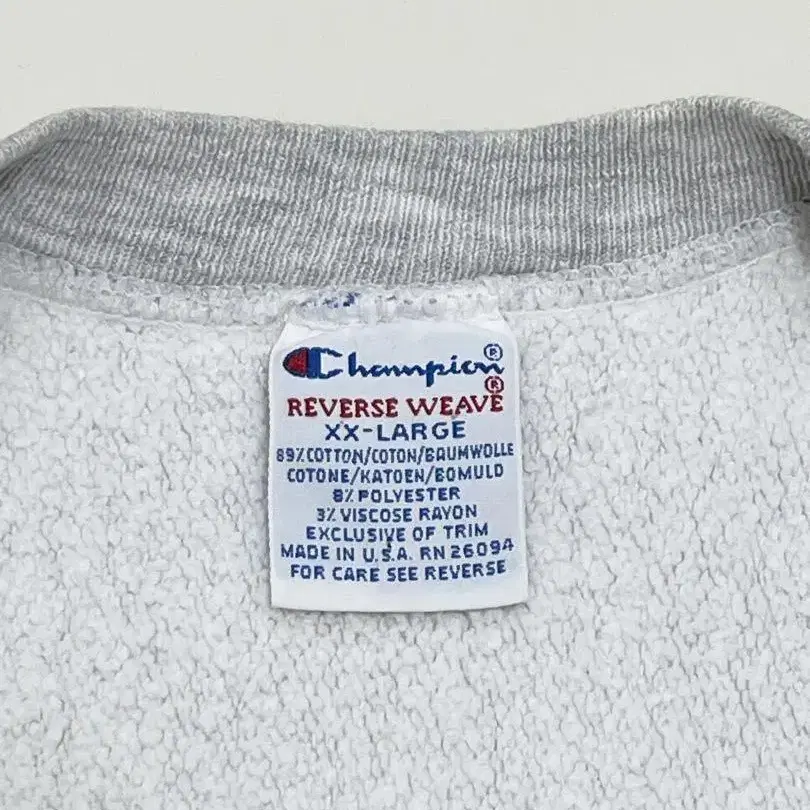 Champion®
REVERSE WEAVE®
XX-LARGE
89% COTTON/COTON/BAUMWOLLE
COTONE/KATOEN/BOMULD
8% POLYESTER
3% VISCOSE RAYON
EXCLUSIVE OF TRIM
MADE IN U.S.A. RN 26094
FOR CARE SEE REVERSE